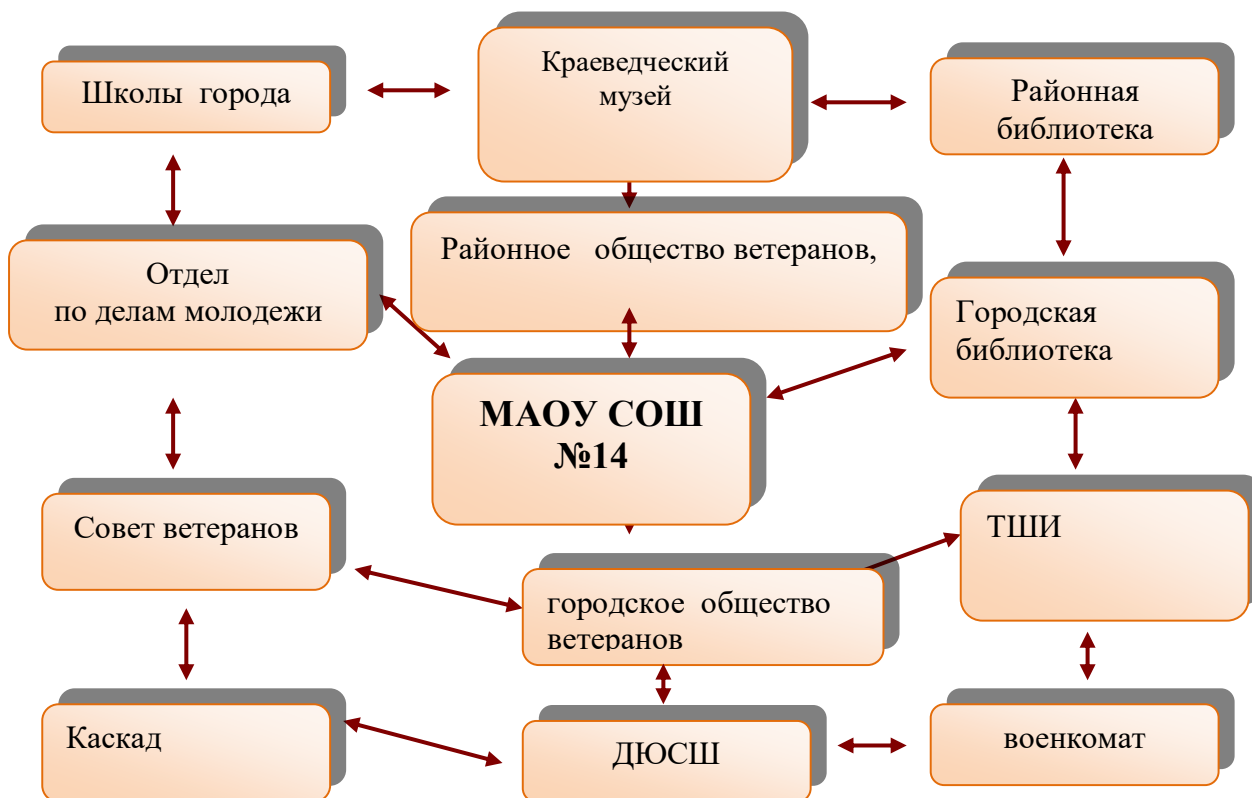 Школы города
Краеведческий
музей
Районная
библиотека
Отдел
по делам молодежи
Районное общество ветеранов,
Городская
библиотека
МАОУ СОШ
№14
Совет ветеранов
ТШИ
городское общество
ветеранов
Каскад
ДЮСШ
военкомат